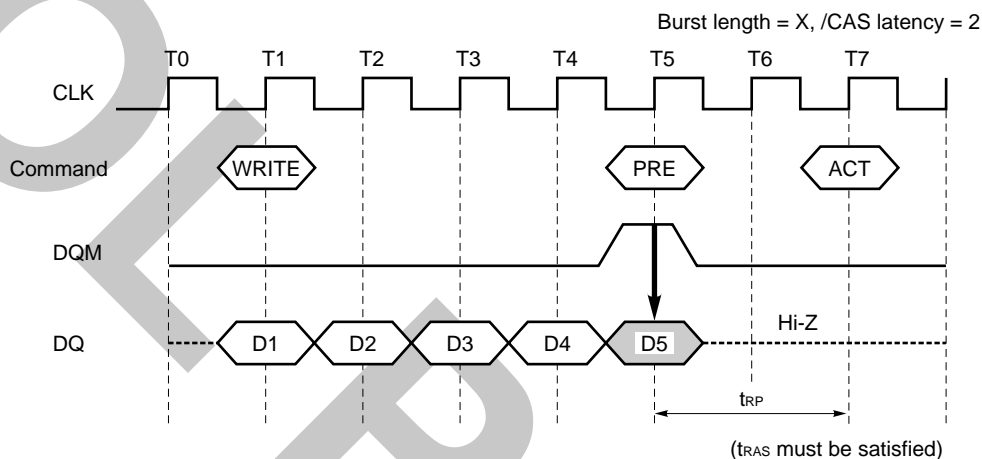 Burst length = X, /CAS latency = 2
T0 T1 T2 T3 T4 T5 T6 T7
CLK
Command WRITE PRE ACT
DQM
DQ D1 D2 D3 D4 D5 Hi-Z
tRP
(tRAS must be satisfied)